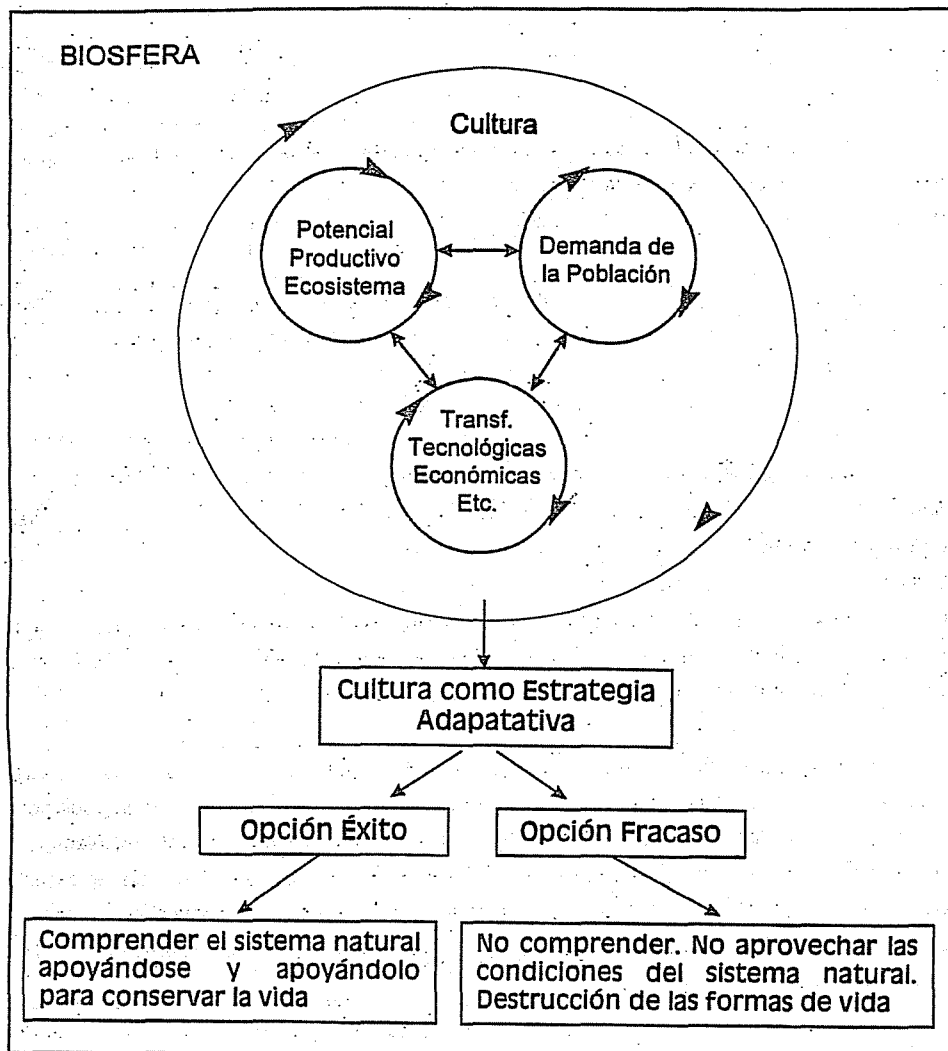 BIOSFERA
Cultura
Potencial
Productivo
Ecosistema
Demanda de
la Población
Transf.
Tecnológicas
Económicas
Etc.
Cultura como Estrategia
Adapatativa
Opción Éxito
Opción Fracaso
Comprender el sistema natural
apoyándose y apoyándolo
para conservar la vida
No comprender. No aprovechar las
condiciones del sistema natural.
Destrucción de las formas de vida